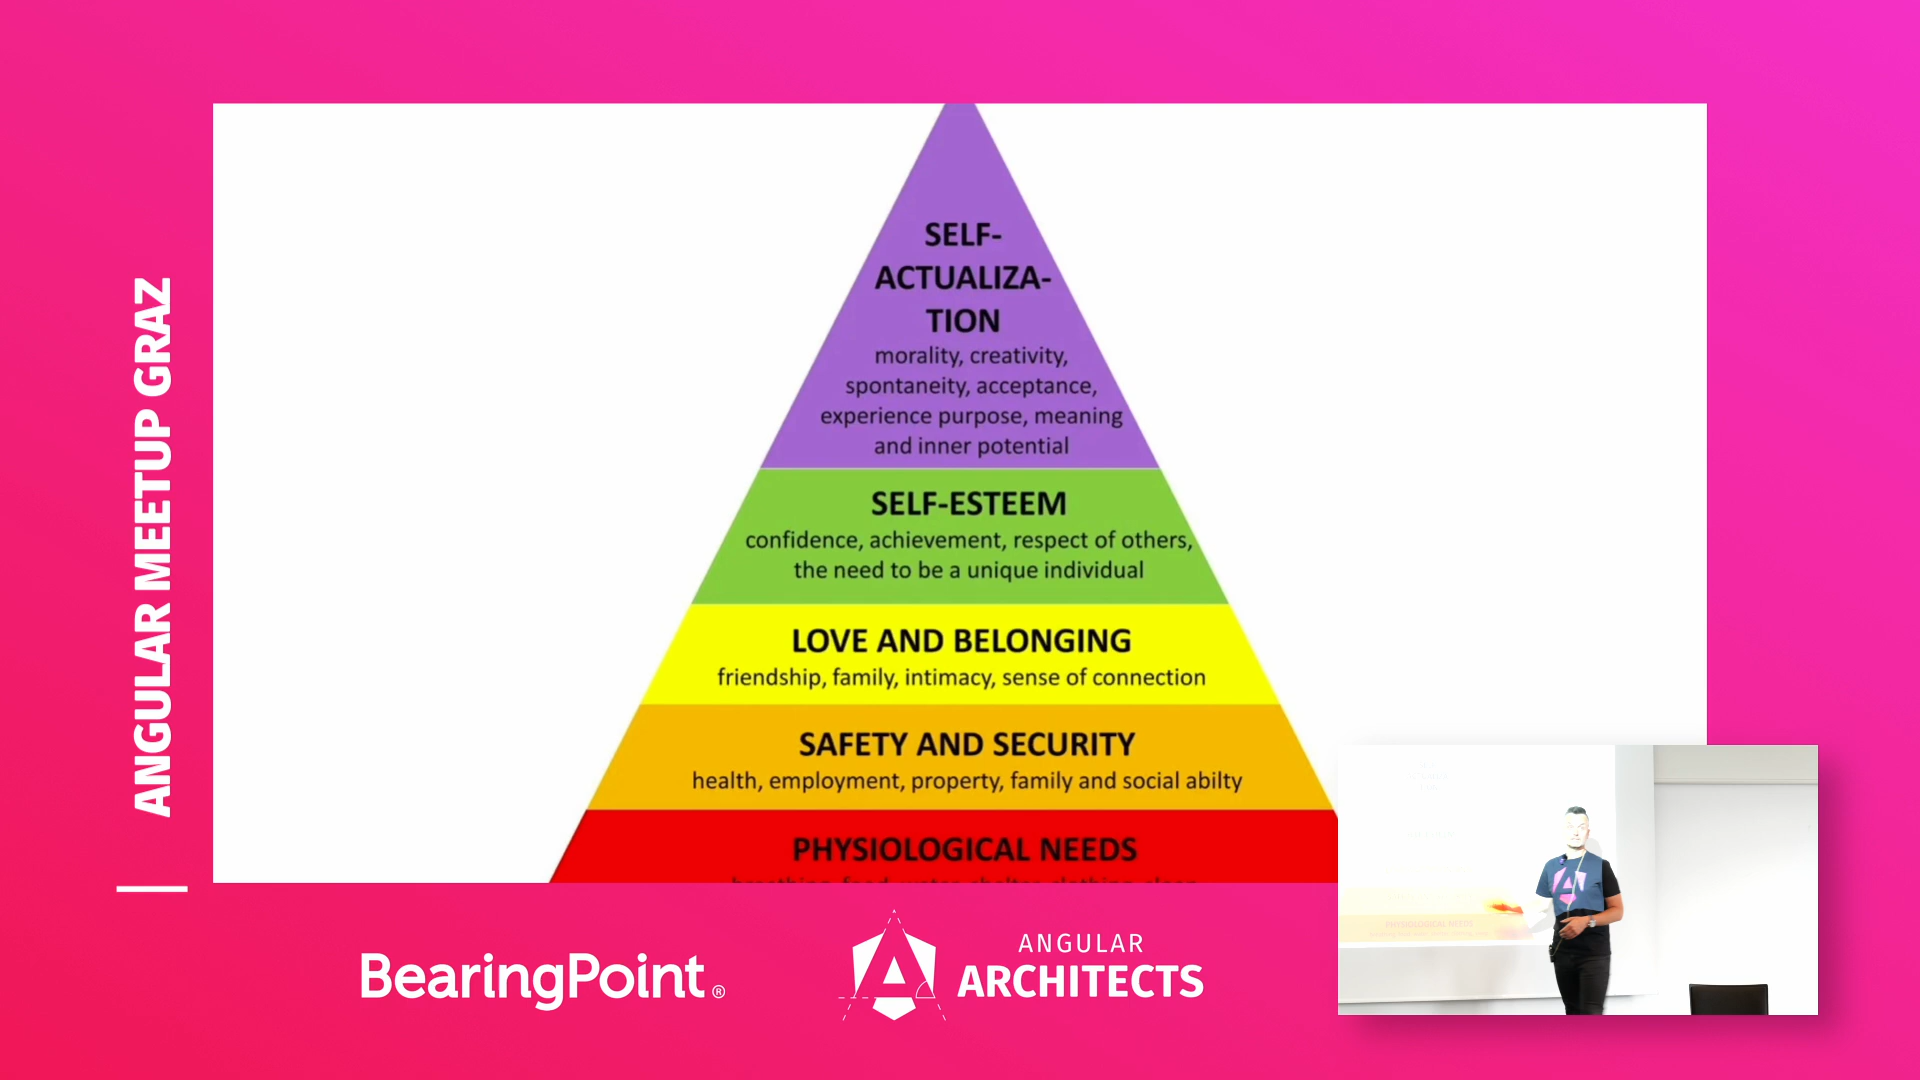 ANGULAR MEETUP GRAZ
SELF-
ACTUALIZA-
TION
morality, creativity,
spontaneity, acceptance,
experience purpose, meaning
and inner potential
SELF-ESTEEM
confidence, achievement, respect of others,
the need to be a unique individual
LOVE AND BELONGING
friendship, family, intimacy, sense of connection
SAFETY AND SECURITY
health, employment, property, family and social abilty
PHYSIOLOGICAL NEEDS
BearingPoint®
ANGULAR
ARCHITECTS
PHYSIOLOGICAL NEEDS